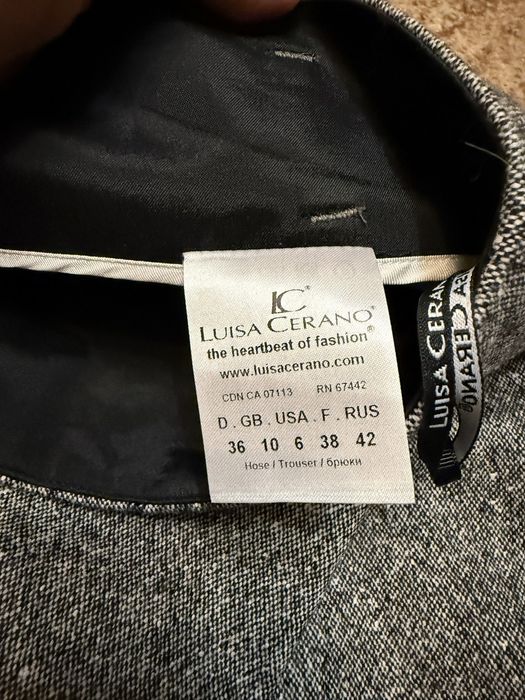 LC®
LUISA CERANO®
the heartbeat of fashion®
www.luisacerano.com
CDN CA 07113 RN 67442
D . GB . USA . F . RUS
36 10 6 38 42
Hose / Trouser / брюки
LUISA CERAN
CERANO